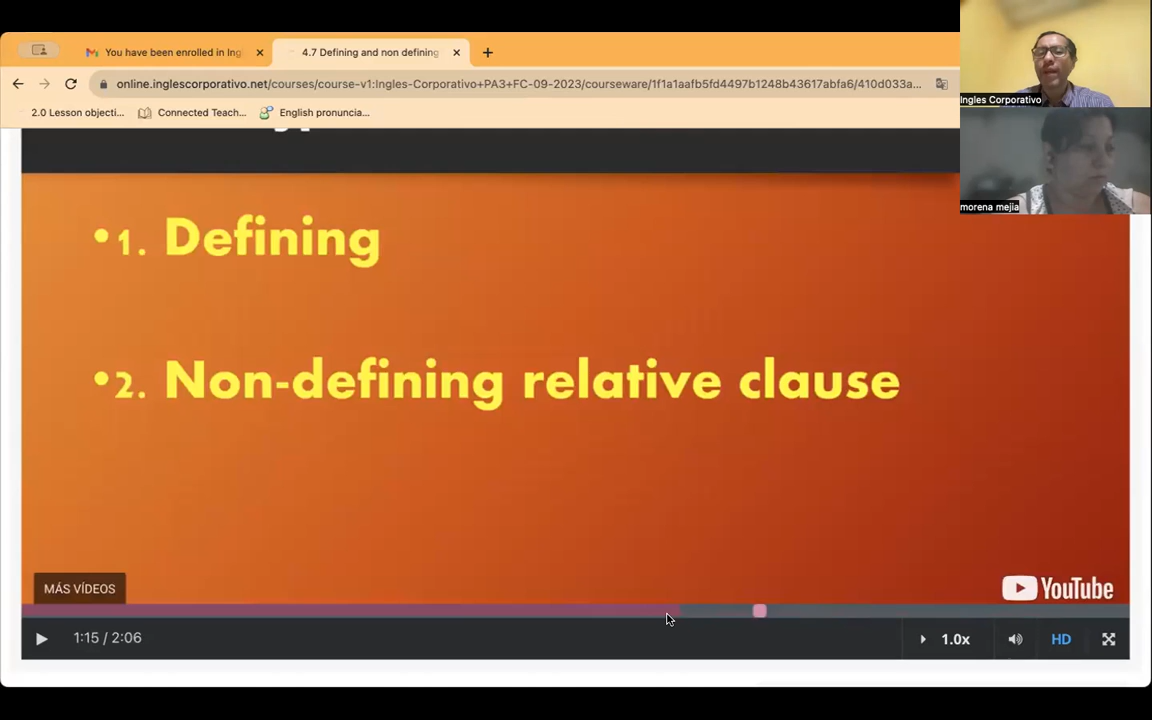 You have been enrolled in Ing
4.7 Defining and non defining
online.inglescorporativo.net/courses/course-v1:Ingles-Corporativo+PA3+FC-09-2023/courseware/1f1a1aafb5fd4497b1248b43617abfa6/410d033a...
2.0 Lesson objecti...
Connected Teach...
English pronuncia...
Ingles Corporativo
morena mejia
•1. Defining
•2. Non-defining relative clause
MÁS VÍDEOS
YouTube
1:15 / 2:06
1.0x
HD